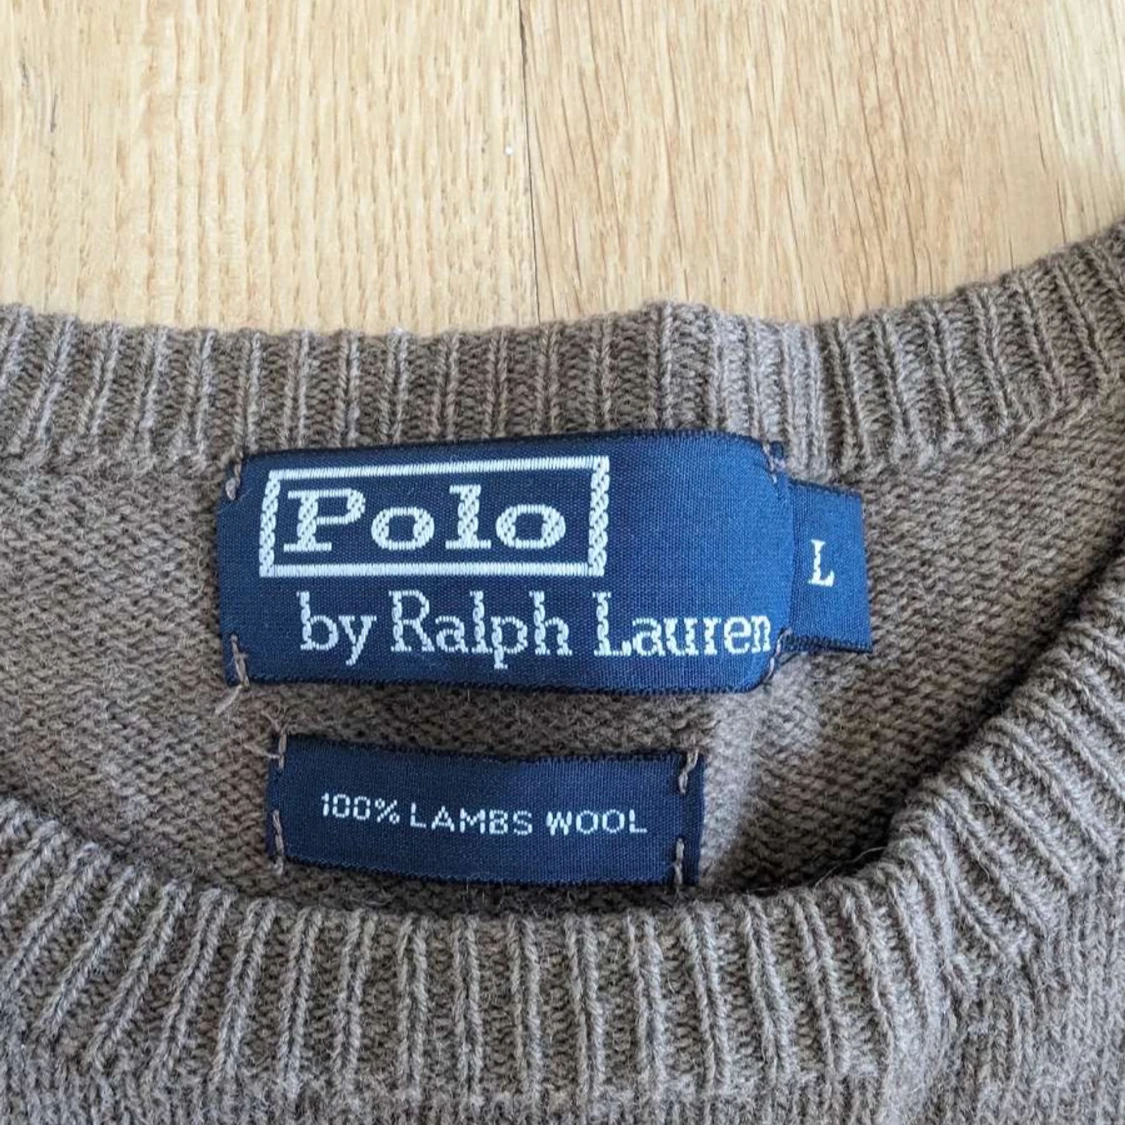 Polo
by Ralph Lauren
L
100% LAMBS WOOL